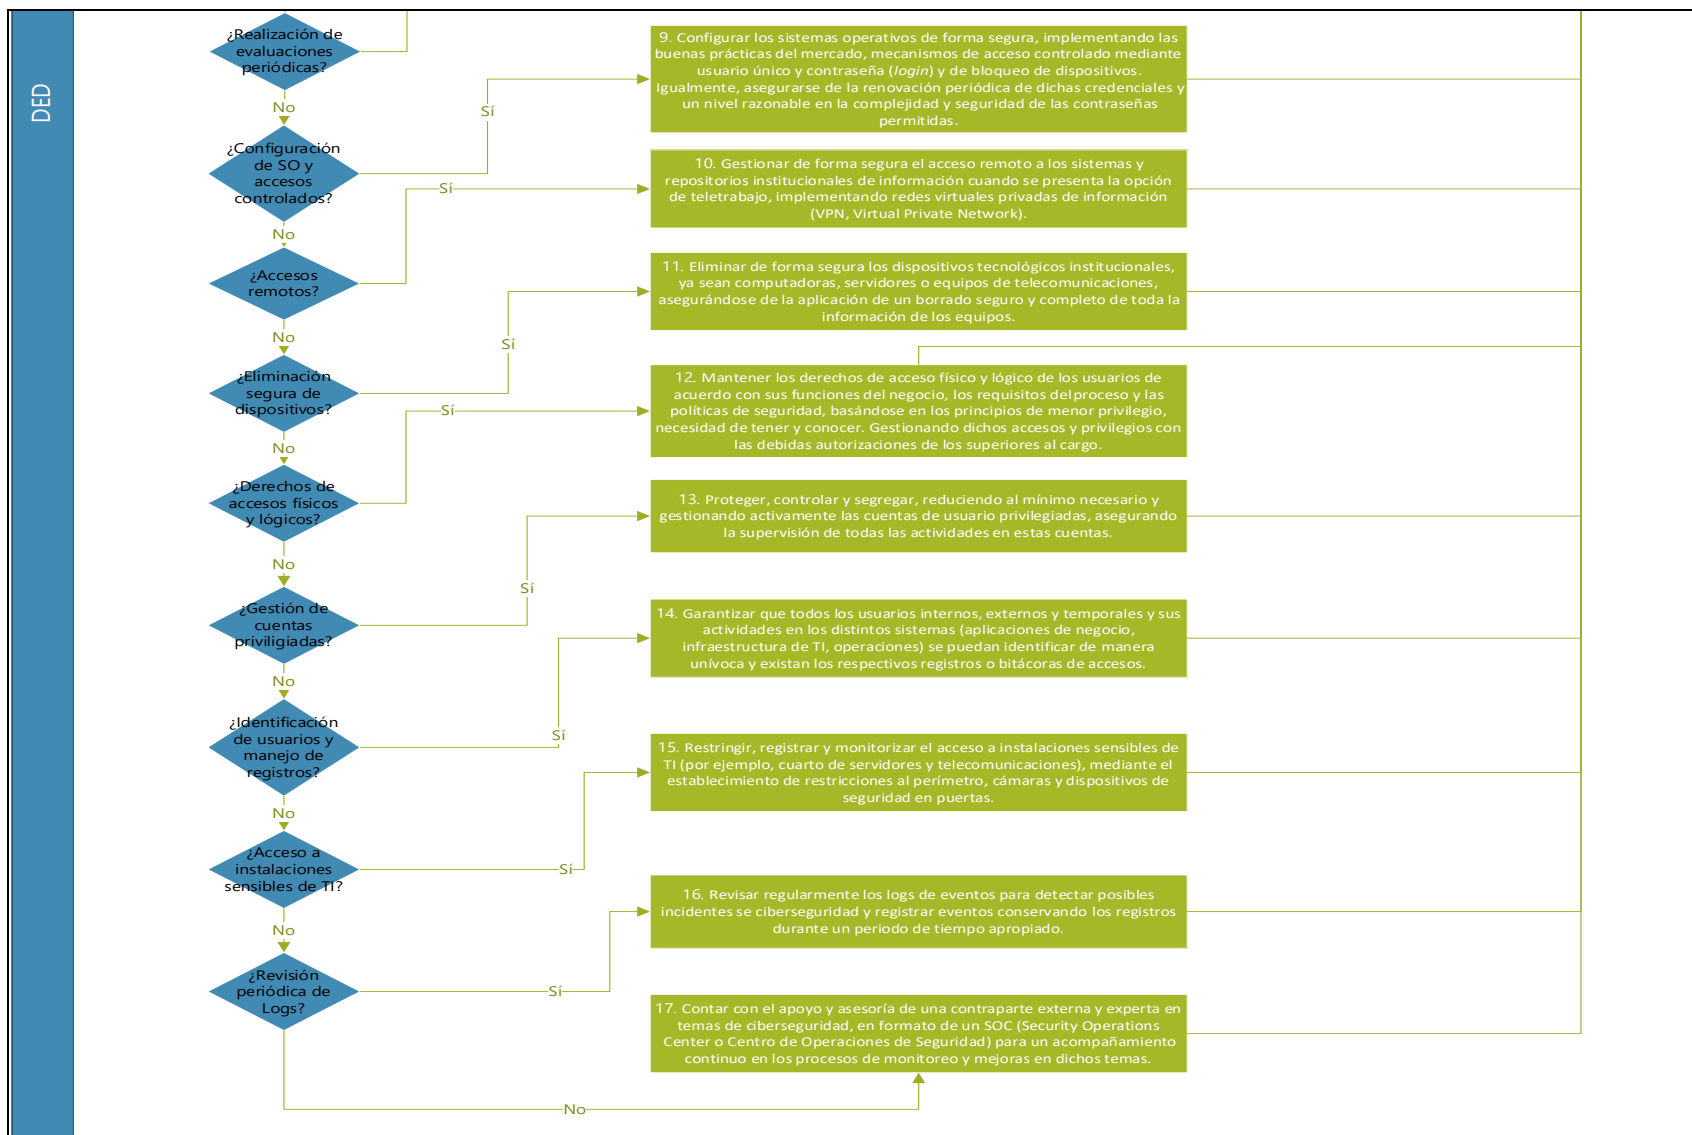 DED
¿Realización de
evaluaciones
periódicas?
No
¿Configuración
de SO y
accesos
controlados?
Sí
9. Configurar los sistemas operativos de forma segura, implementando las
buenas prácticas del mercado, mecanismos de acceso controlado mediante
usuario único y contraseña (login) y de bloqueo de dispositivos.
Igualmente, asegurarse de la renovación periódica de dichas credenciales y
un nivel razonable en la complejidad y seguridad de las contraseñas
permitidas.
No
¿Accesos
remotos?
Sí
10. Gestionar de forma segura el acceso remoto a los sistemas y
repositorios institucionales de información cuando se presenta la opción
de teletrabajo, implementando redes virtuales privadas de información
(VPN, Virtual Private Network).
No
¿Eliminación
segura de
dispositivos?
Sí
11. Eliminar de forma segura los dispositivos tecnológicos institucionales,
ya sean computadoras, servidores o equipos de telecomunicaciones,
asegurándose de la aplicación de un borrado seguro y completo de toda la
información de los equipos.
No
¿Derechos de
accesos físicos
y lógicos?
Sí
12. Mantener los derechos de acceso físico y lógico de los usuarios de
acuerdo con sus funciones del negocio, los requisitos del proceso y las
políticas de seguridad, basándose en los principios de menor privilegio,
necesidad de tener y conocer. Gestionando dichos accesos y privilegios con
las debidas autorizaciones de los superiores al cargo.
No
¿Gestión de
cuentas
priviligiadas?
Sí
13. Proteger, controlar y segregar, reduciendo al mínimo necesario y
gestionando activamente las cuentas de usuario privilegiadas, asegurando
la supervisión de todas las actividades en estas cuentas.
No
¿Identificación
de usuarios y
manejo de
registros?
Sí
14. Garantizar que todos los usuarios internos, externos y temporales y sus
actividades en los distintos sistemas (aplicaciones de negocio,
infraestructura de TI, operaciones) se puedan identificar de manera
unívoca y existan los respectivos registros o bitácoras de accesos.
No
¿Acceso a
instalaciones
sensibles de TI?
Sí
15. Restringir, registrar y monitorizar el acceso a instalaciones sensibles de
TI (por ejemplo, cuarto de servidores y telecomunicaciones), mediante el
establecimiento de restricciones al perímetro, cámaras y dispositivos de
seguridad en puertas.
No
¿Revisión
periódica de
Logs?
Sí
16. Revisar regularmente los logs de eventos para detectar posibles
incidentes se ciberseguridad y registrar eventos conservando los registros
durante un periodo de tiempo apropiado.
No
17. Contar con el apoyo y asesoría de una contraparte externa y experta en
temas de ciberseguridad, en formato de un SOC (Security Operations
Center o Centro de Operaciones de Seguridad) para un acompañamiento
continuo en los procesos de monitoreo y mejoras en dichos temas.